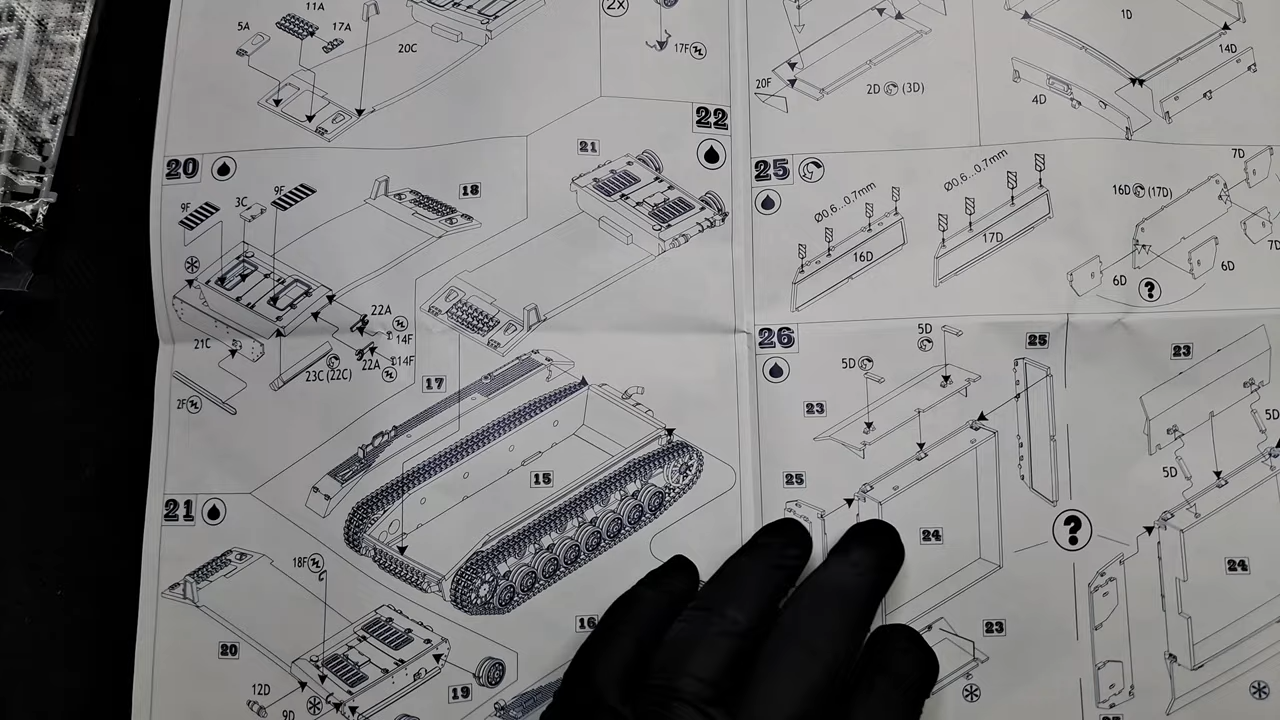 11A
5A
17A
20C
2x
17F
20F
2D (3D)
1D
14D
4D
20
9F
9F
3C
18
21C
22A
14F
22A
14F
23C (22C)
2F
22
21
17
15
16
25
Ø0.6...0.7mm
Ø0.6...0.7mm
16D
17D
16D (17D)
7D
7D
6D
6D
?
26
5D
5D
23
25
25
24
23
?
23
5D
5D
24
21
18F
20
19
12D
9D